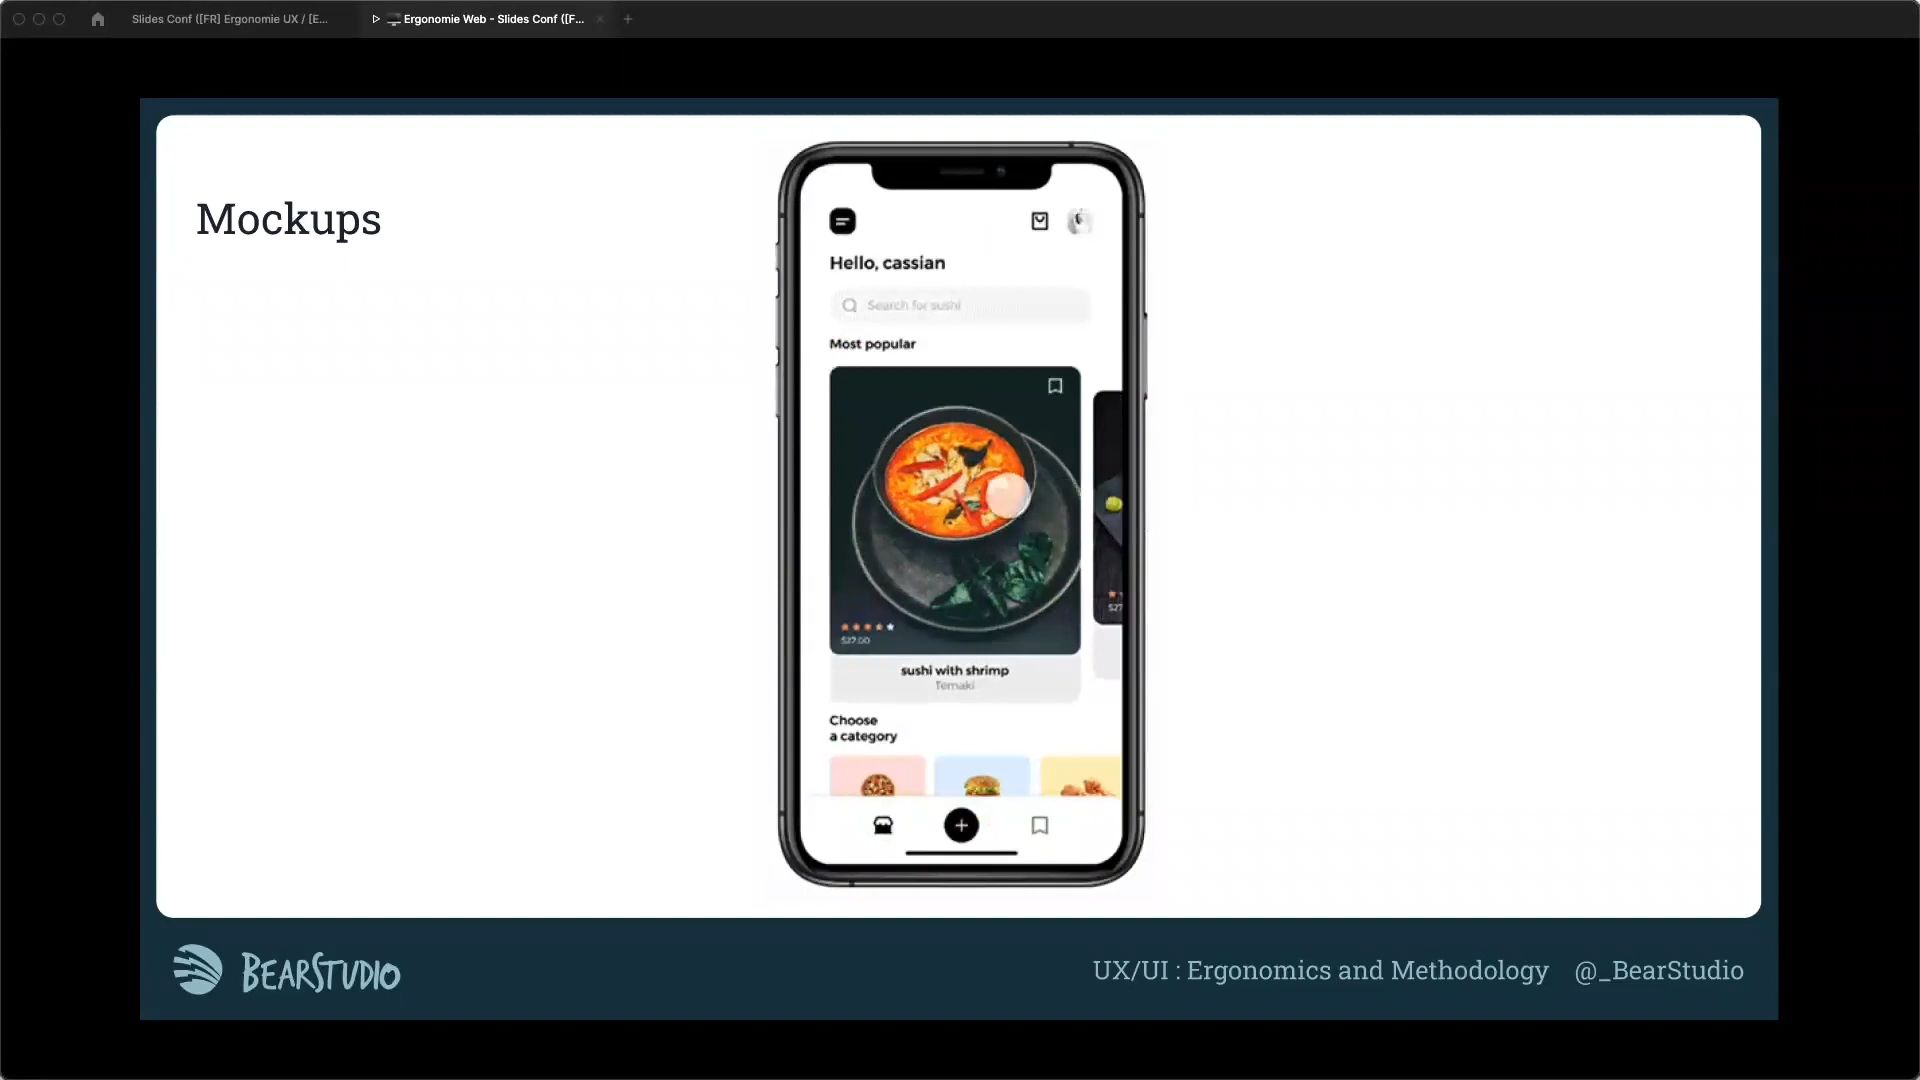 Slides Conf ([FR] Ergonomie UX / [E...
Ergonomie Web - Slides Conf ([F...
Mockups
Hello, cassian
Search for sushi
Most popular
$27.00
$27
sushi with shrimp
Temaki
Choose
a category
BEARSTUDIO
UX/UI : Ergonomics and Methodology
@_BearStudio